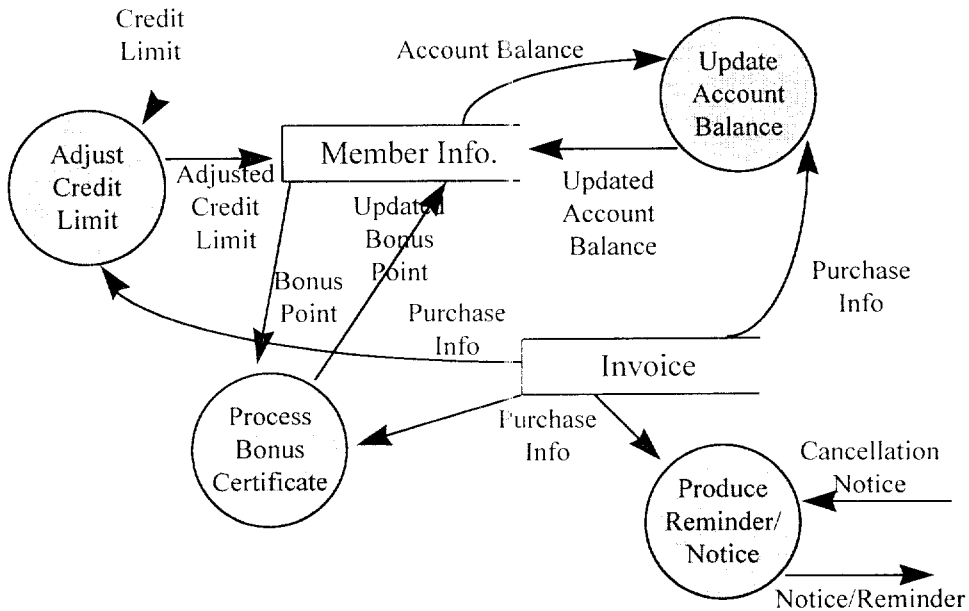 Credit
Limit
Account Balance
Update
Account
Balance
Adjust
Credit
Limit
Member Info.
Adjusted
Credit
Limit
Updated
Bonus
Point
Updated
Account
Balance
Bonus
Point
Purchase
Info
Purchase
Info
Invoice
Process
Bonus
Certificate
Purchase
Info
Produce
Reminder/
Notice
Cancellation
Notice
Notice/Reminder